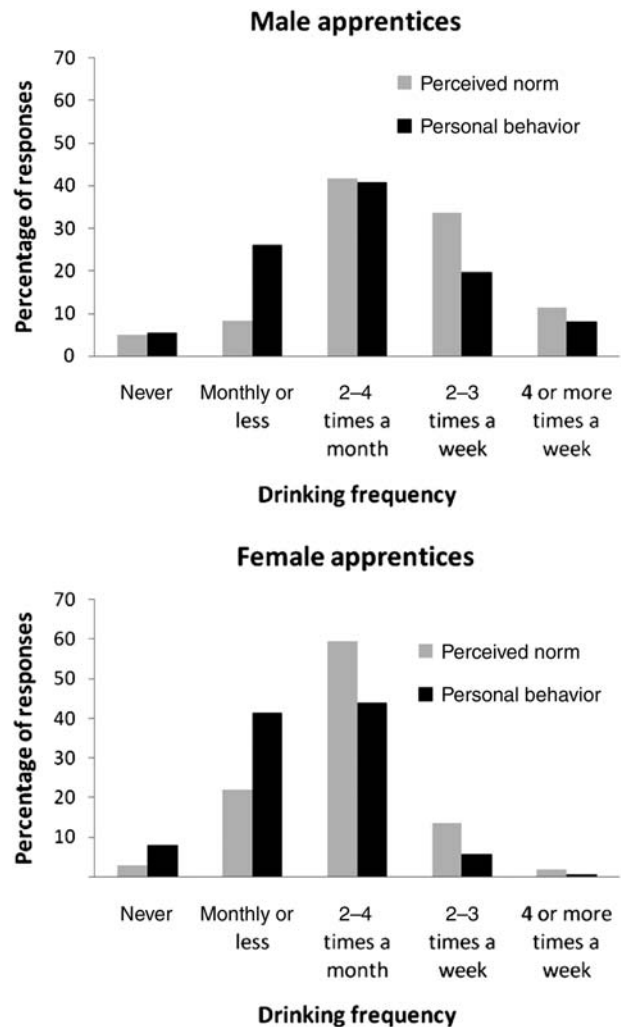 Male apprentices
Percentage of responses
70
60
50
40
30
20
10
0
Perceived norm
Personal behavior
Never
Monthly or
less
2–4
times a
month
2–3
times a
week
4 or more
times a
week
Drinking frequency
Female apprentices
Percentage of responses
70
60
50
40
30
20
10
Perceived norm
Personal behavior
Never
Monthly or
less
2–4
times a
month
2–3
times a
week
4 or more
times a
week
Drinking frequency